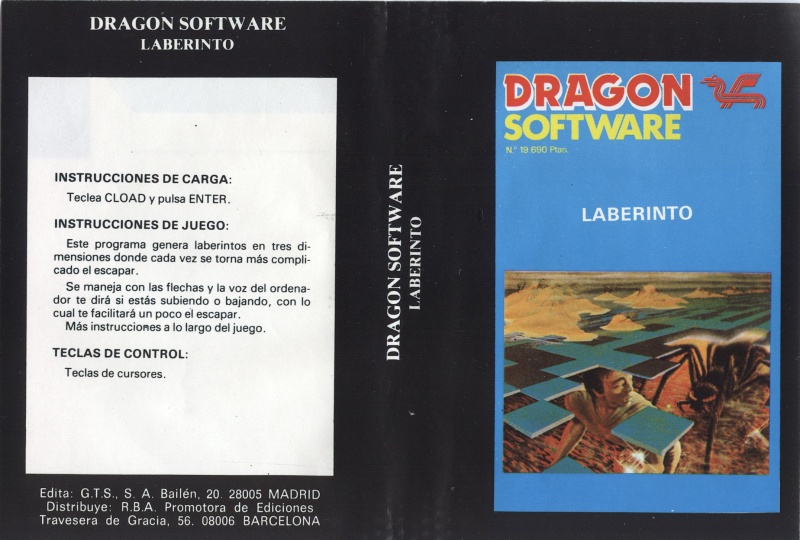 DRAGON SOFTWARE
LABERINTO
INSTRUCCIONES DE CARGA:
Teclea CLOAD y pulsa ENTER.
INSTRUCCIONES DE JUEGO:
Este programa genera laberintos en tres di-
mensiones donde cada vez se torna más compli-
cado el escapar.
Se maneja con las flechas y la voz del ordena-
dor te dirá si estás subiendo o bajando, con lo
cual te facilitará un poco el escapar.
Más instrucciones a lo largo del juego.
TECLAS DE CONTROL:
Teclas de cursores.
Edita: G.T.S., S. A. Bailén, 20. 28005 MADRID
Distribuye: R.B.A. Promotora de Ediciones
Travesera de Gracia, 56. 08006 BARCELONA
DRAGON SOFTWARE
LABERINTO
DRAGON
SOFTWARE
N.º 19 690 Ptas.
LABERINTO